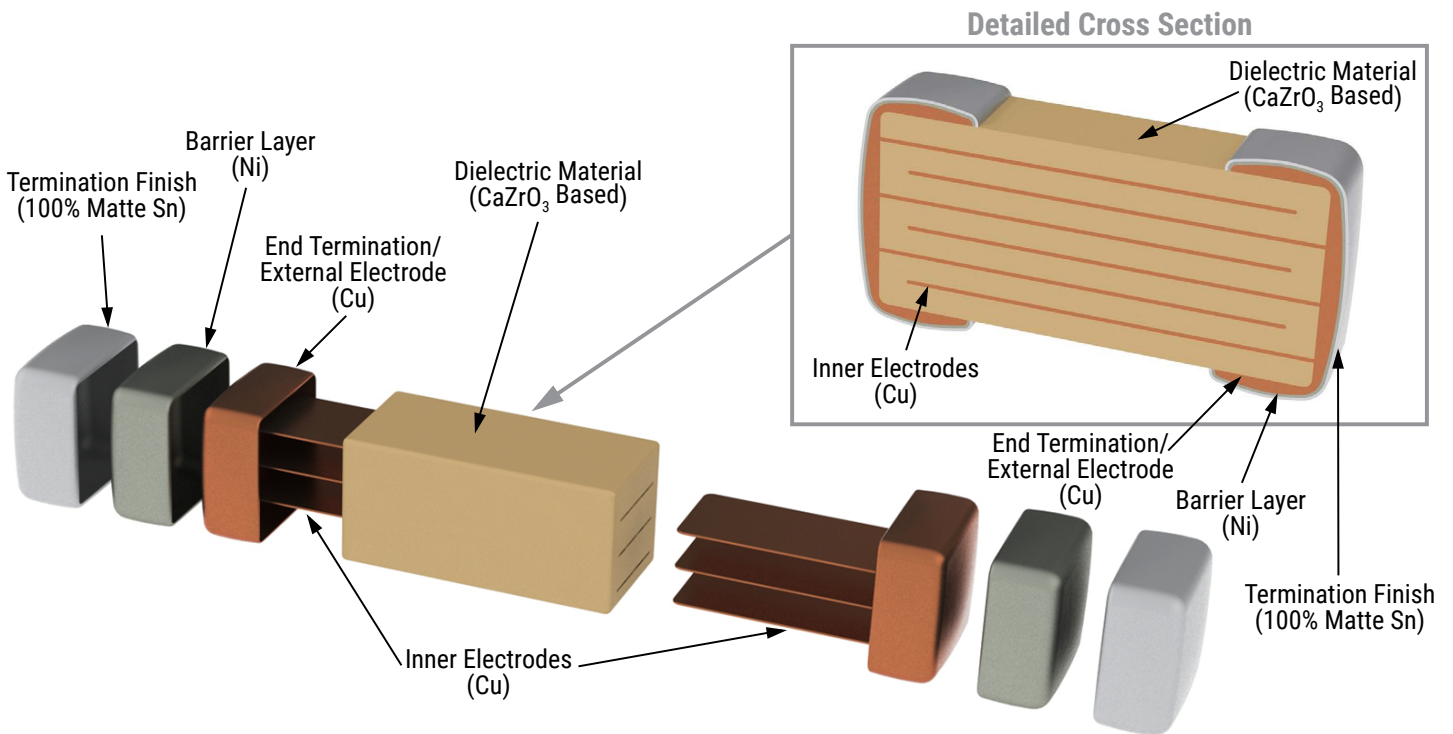 Detailed Cross Section
Dielectric Material
(CaZrO₃ Based)
Barrier Layer
(Ni)
Termination Finish
(100% Matte Sn)
Dielectric Material
(CaZrO₃ Based)
End Termination/
External Electrode
(Cu)
Inner Electrodes
(Cu)
End Termination/
External Electrode
(Cu)
Barrier Layer
(Ni)
Termination Finish
(100% Matte Sn)
Inner Electrodes
(Cu)